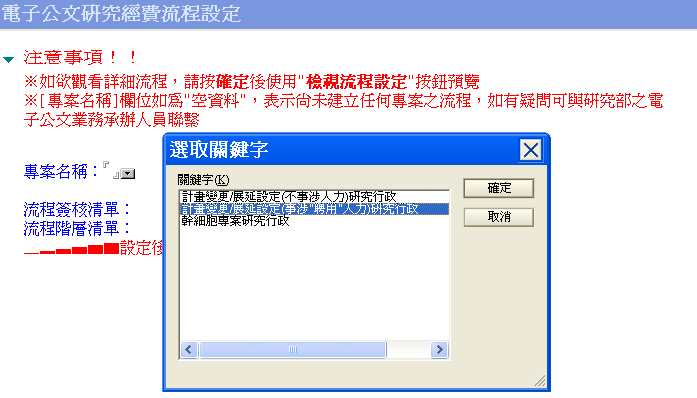 電子公文研究經費流程設定
注意事項！！
※如欲觀看詳細流程，請按確定後使用"檢視流程設定"按鈕預覽
※[專案名稱]欄位如為"空資料"，表示尚未建立任何專案之流程，如有疑問可與研究部之電
子公文業務承辦人員聯繫
選取關鍵字
關鍵字(K)
專案名稱：
計畫變更/展延設定(不事涉人力)研究行政
計畫變更/展延設定(事涉"聘用"人力)研究行政
幹細胞專案研究行政
確定
取消
流程簽核清單：
流程階層清單：
設定後